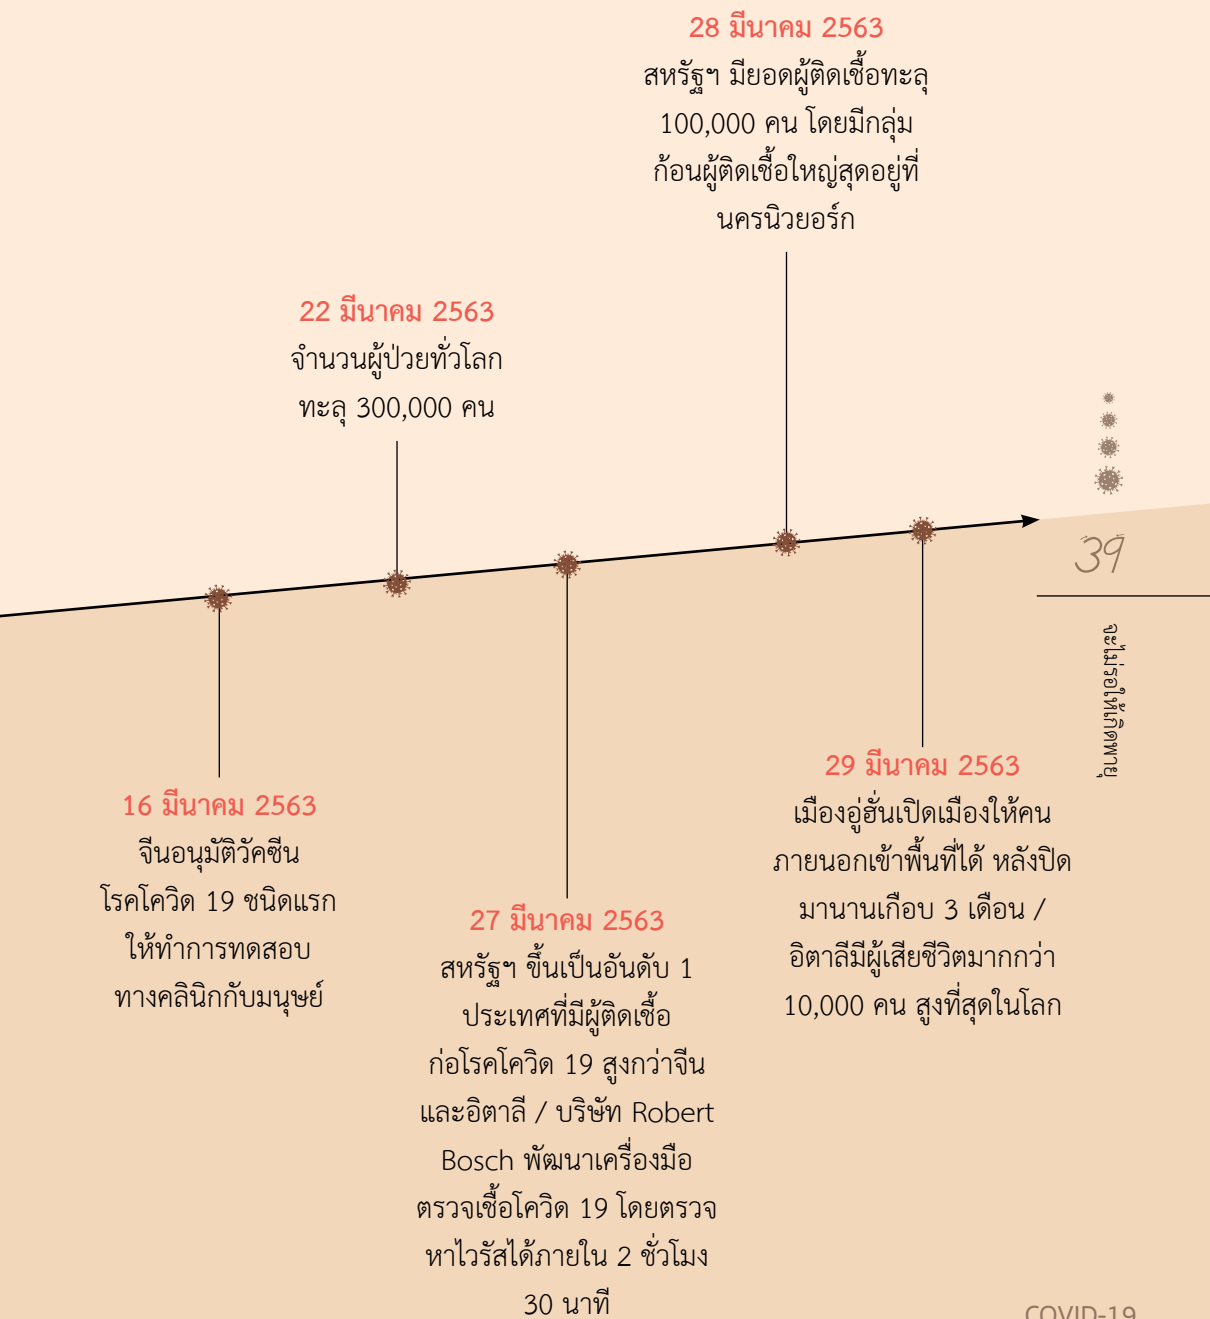 28 มีนาคม 2563
สหรัฐฯ มียอดผู้ติดเชื้อทะลุ
100,000 คน โดยมีกลุ่ม
ก้อนผู้ติดเชื้อใหญ่สุดอยู่ที่
นครนิวยอร์ก
22 มีนาคม 2563
จำนวนผู้ป่วยทั่วโลก
ทะลุ 300,000 คน
39
จะไม่รอให้เกิดพายุ
16 มีนาคม 2563
จีนอนุมัติวัคซีน
โรคโควิด 19 ชนิดแรก
ให้ทำการทดสอบ
ทางคลินิกกับมนุษย์
27 มีนาคม 2563
สหรัฐฯ ขึ้นเป็นอันดับ 1
ประเทศที่มีผู้ติดเชื้อ
ก่อโรคโควิด 19 สูงกว่าจีน
และอิตาลี / บริษัท Robert
Bosch พัฒนาเครื่องมือ
ตรวจเชื้อโควิด 19 โดยตรวจ
หาไวรัสได้ภายใน 2 ชั่วโมง
30 นาที
29 มีนาคม 2563
เมืองอู่ฮั่นเปิดเมืองให้คน
ภายนอกเข้าพื้นที่ได้ หลังปิด
มานานเกือบ 3 เดือน /
อิตาลีมีผู้เสียชีวิตมากกว่า
10,000 คน สูงที่สุดในโลก
COVID-19